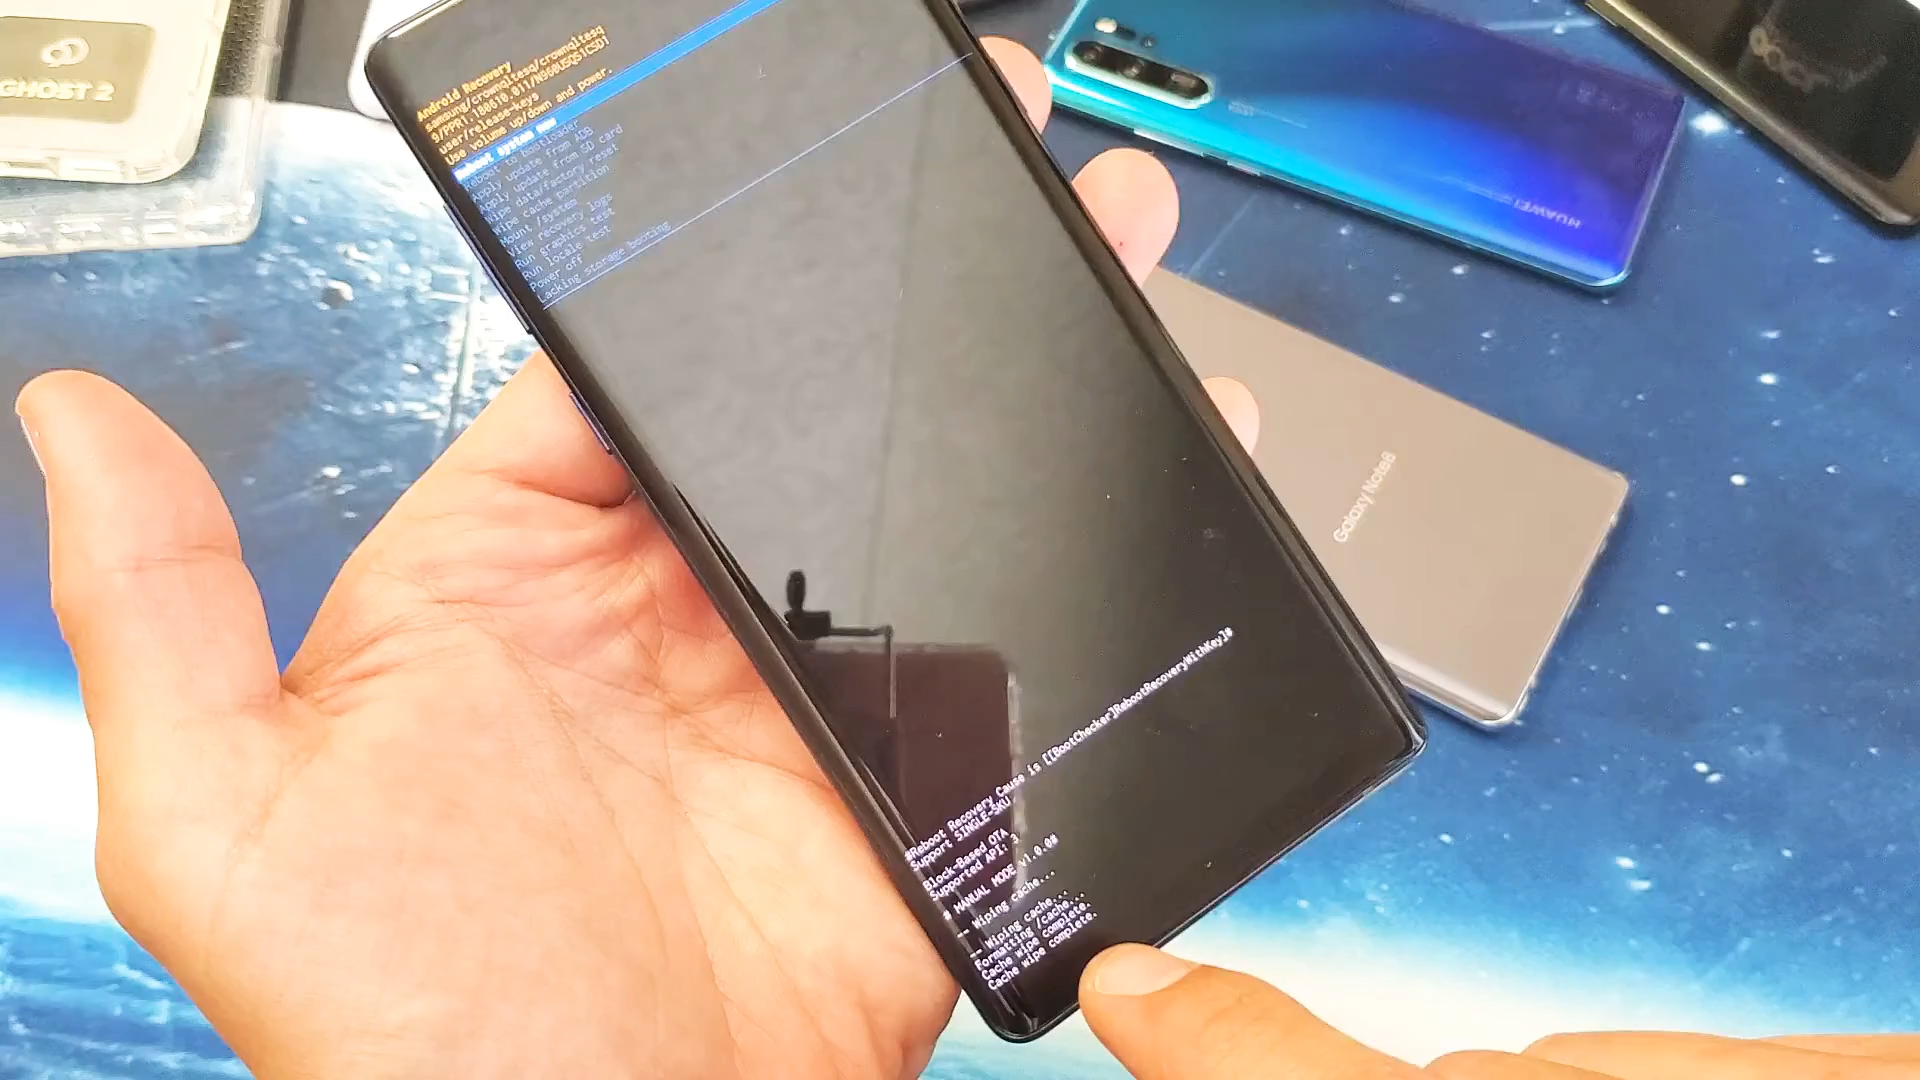 GHOST 2
Android Recovery
samsung/crownqltesq/crownqltesq
9/PPR1.180610.011/N960USQS1CSD1
user/release-keys
Use volume up/down and power.
Reboot system now
Reboot to bootloader
Apply update from ADB
Apply update from SD card
Wipe data/factory reset
Wipe cache partition
Mount /system
View recovery logs
Run graphics test
Run locale test
Power off
Lacking storage booting
#Reboot Recovery Cause is [[BootChecker]RebootRecoveryWithKey]#
Support SINGLE-SKU
Block-Based OTA
Supported API: 3
# MANUAL MODE v1.0.0#
-- Wiping cache...
-- Wiping cache...
Formatting /cache...
Cache wipe complete.
Cache wipe complete.
HUAWEI
Galaxy Note8